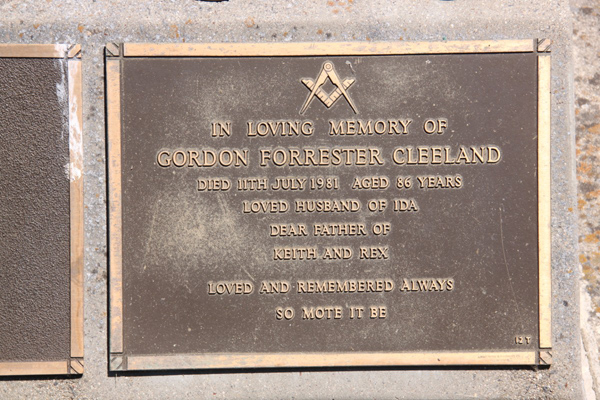 IN LOVING MEMORY OF
GORDON FORRESTER CLEELAND
DIED 11TH JULY 1981 AGED 86 YEARS
LOVED HUSBAND OF IDA
DEAR FATHER OF
KEITH AND REX
LOVED AND REMEMBERED ALWAYS
SO MOTE IT BE
12 T